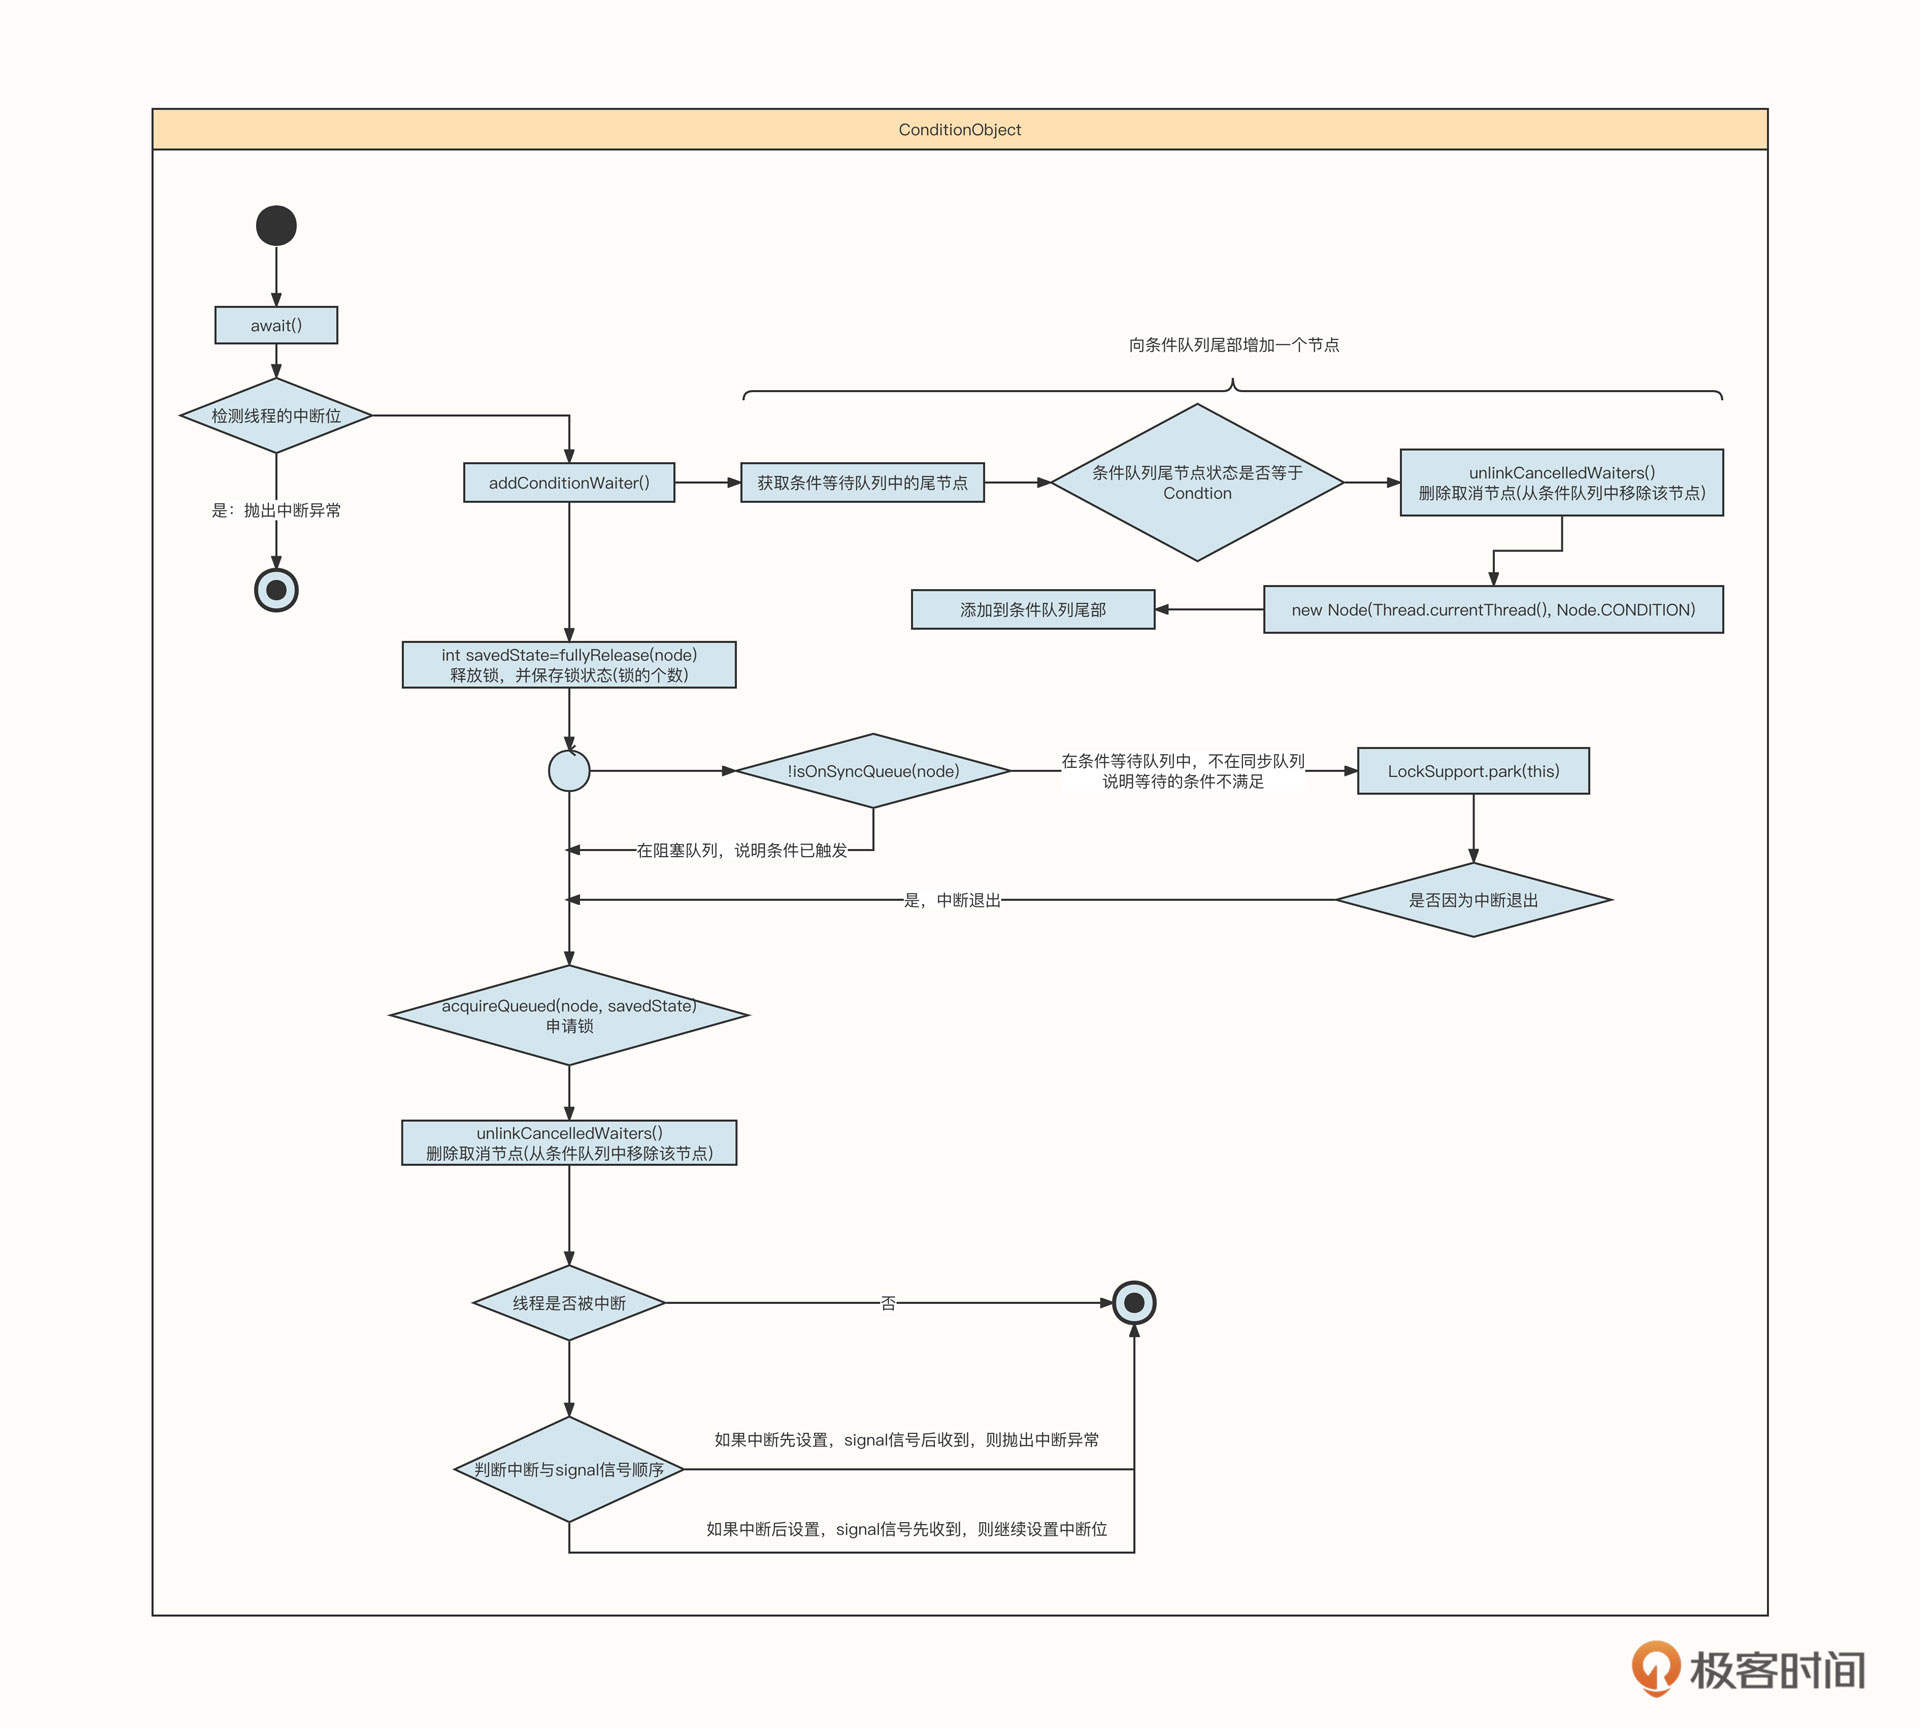 ConditionObject
await()
检测线程的中断位
是：抛出中断异常
向条件队列尾部增加一个节点
addConditionWaiter()
获取条件等待队列中的尾节点
条件队列尾节点状态是否等于
Condtion
unlinkCancelledWaiters()
删除取消节点(从条件队列中移除该节点)
new Node(Thread.currentThread(), Node.CONDITION)
添加到条件队列尾部
int savedState=fullyRelease(node)
释放锁，并保存锁状态(锁的个数)
!isOnSyncQueue(node)
在条件等待队列中，不在同步队列
说明等待的条件不满足
LockSupport.park(this)
在阻塞队列，说明条件已触发
是否因为中断退出
是，中断退出
acquireQueued(node, savedState)
申请锁
unlinkCancelledWaiters()
删除取消节点(从条件队列中移除该节点)
线程是否被中断
否
判断中断与signal信号顺序
如果中断先设置，signal信号后收到，则抛出中断异常
如果中断后设置，signal信号先收到，则继续设置中断位
极客时间